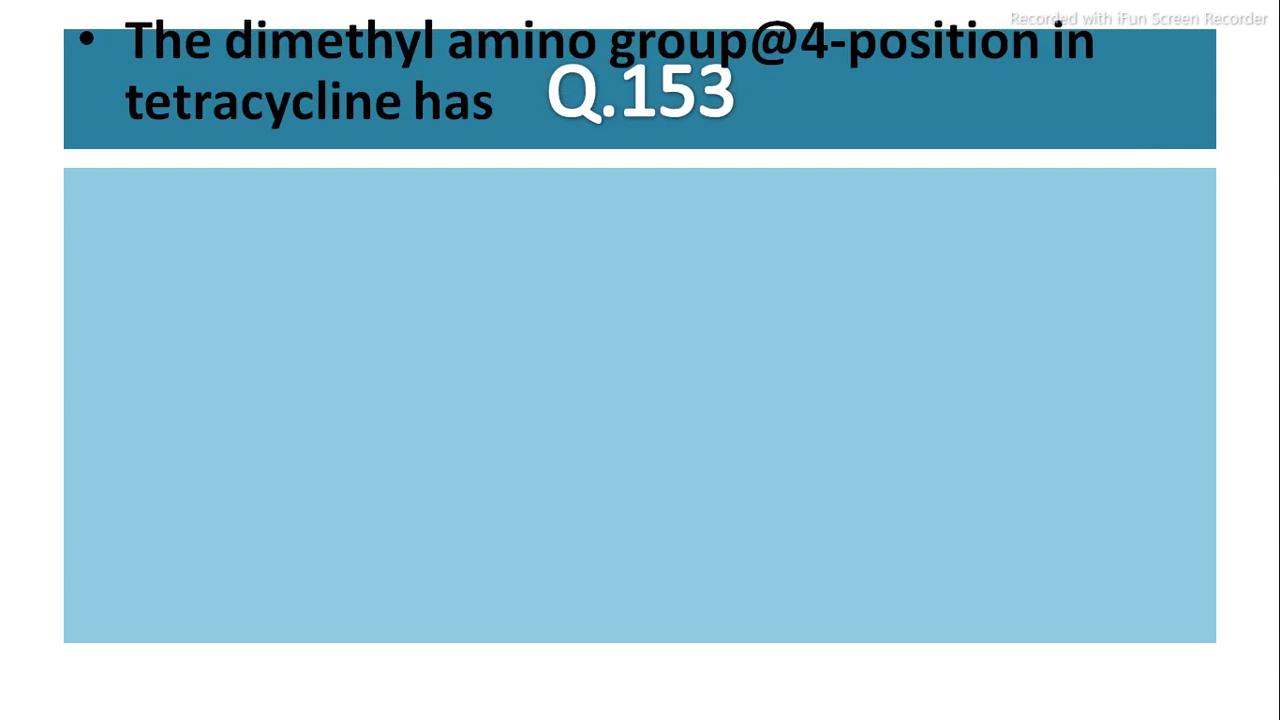 Recorded with iFun Screen Recorder
• The dimethyl amino group@4-position in
tetracycline has
Q.153